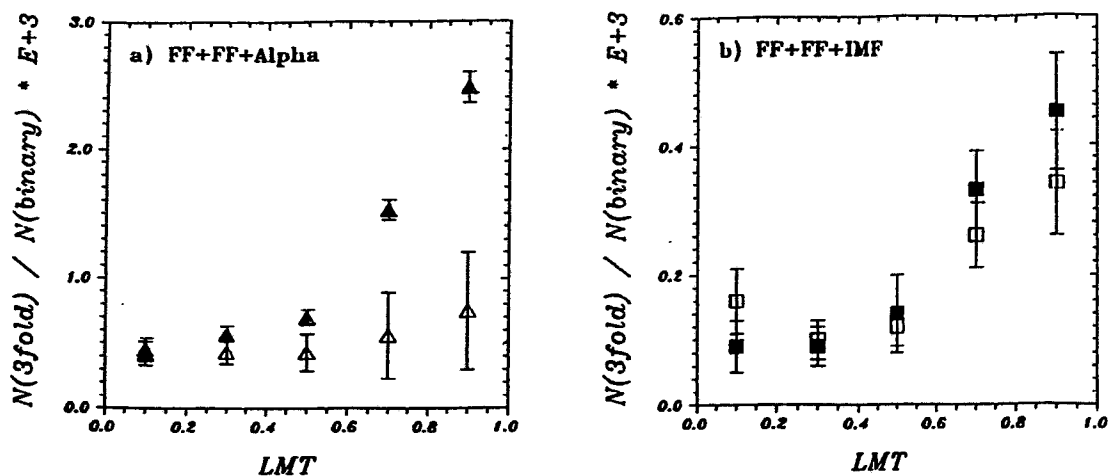 N(3fold) / N(binary) * E+3
3.0
2.0
1.0
0.0
a) FF+FF+Alpha
0.0 0.2 0.4 0.6 0.8 1.0
LMT
N(3fold) / N(binary) * E+3
0.6
0.4
0.2
0.0
b) FF+FF+IMF
0.0 0.2 0.4 0.6 0.8 1.0
LMT